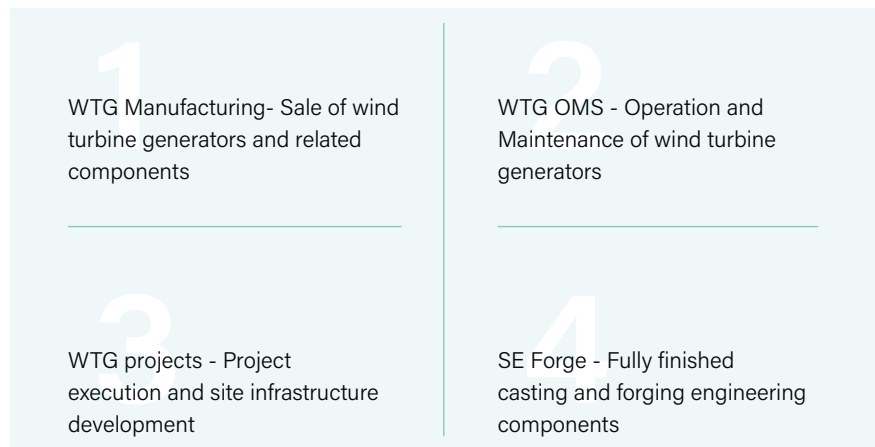 1
WTG Manufacturing- Sale of wind
turbine generators and related
components
2
WTG OMS - Operation and
Maintenance of wind turbine
generators
3
WTG projects - Project
execution and site infrastructure
development
4
SE Forge - Fully finished
casting and forging engineering
components